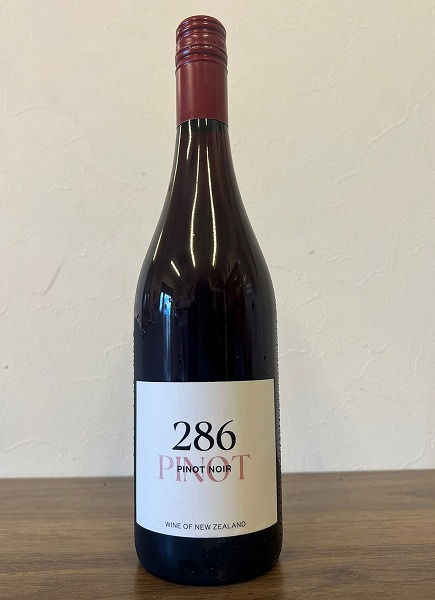 286
PINOT
PINOT NOIR
WINE OF NEW ZEALAND